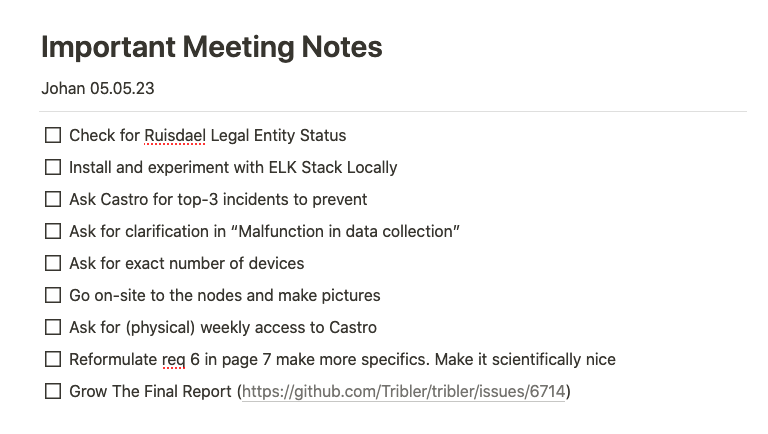 Important Meeting Notes
Johan 05.05.23
Check for Ruisdael Legal Entity Status
Install and experiment with ELK Stack Locally
Ask Castro for top-3 incidents to prevent
Ask for clarification in “Malfunction in data collection”
Ask for exact number of devices
Go on-site to the nodes and make pictures
Ask for (physical) weekly access to Castro
Reformulate req 6 in page 7 make more specifics. Make it scientifically nice
Grow The Final Report (https://github.com/Tribler/tribler/issues/6714)